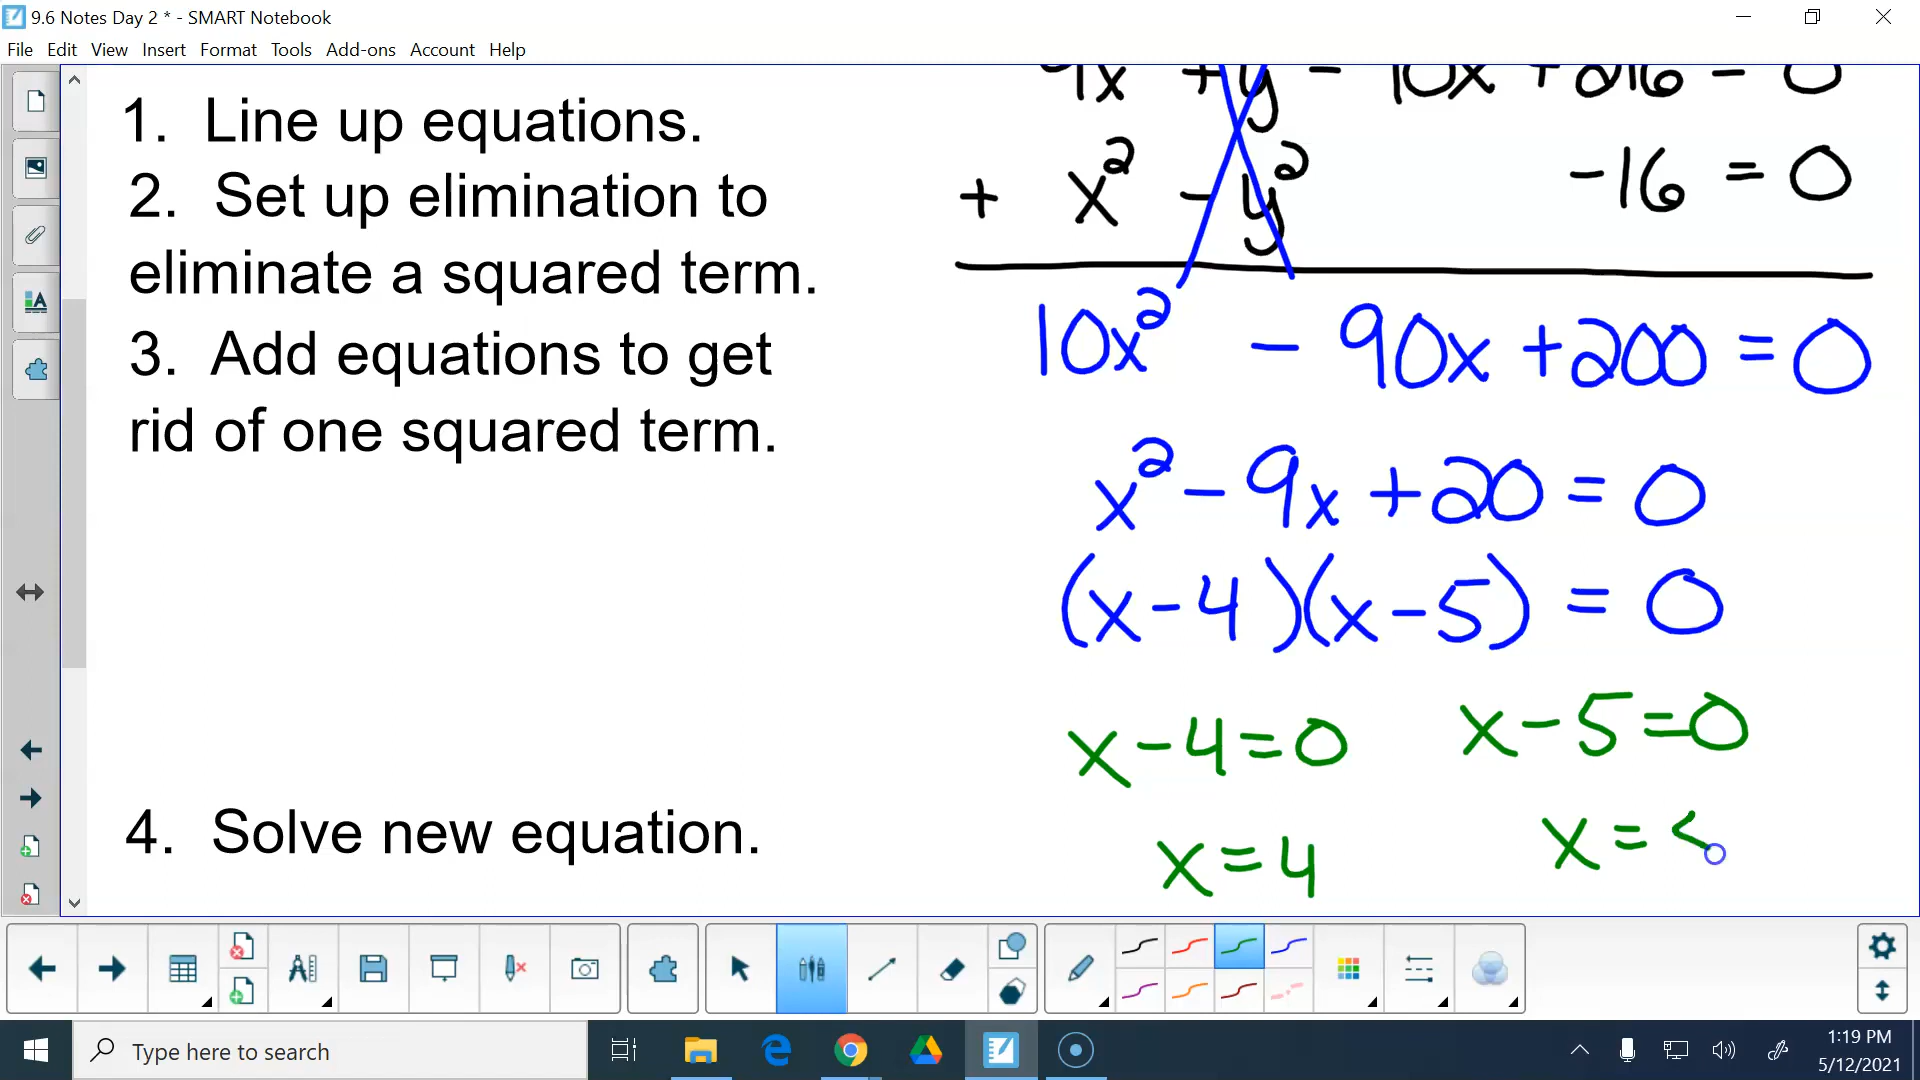 9.6 Notes Day 2 * - SMART Notebook
File Edit View Insert Format Tools Add-ons Account Help
1. Line up equations.
2. Set up elimination to
eliminate a squared term.
3. Add equations to get
rid of one squared term.
4. Solve new equation.
+ x² - y² -16 = 0
10x² - 90x + 200 = 0
x² - 9x + 20 = 0
(x - 4)(x - 5) = 0
x - 4 = 0 x - 5 = 0
x = 4 x =
Type here to search
1:19 PM
5/12/2021